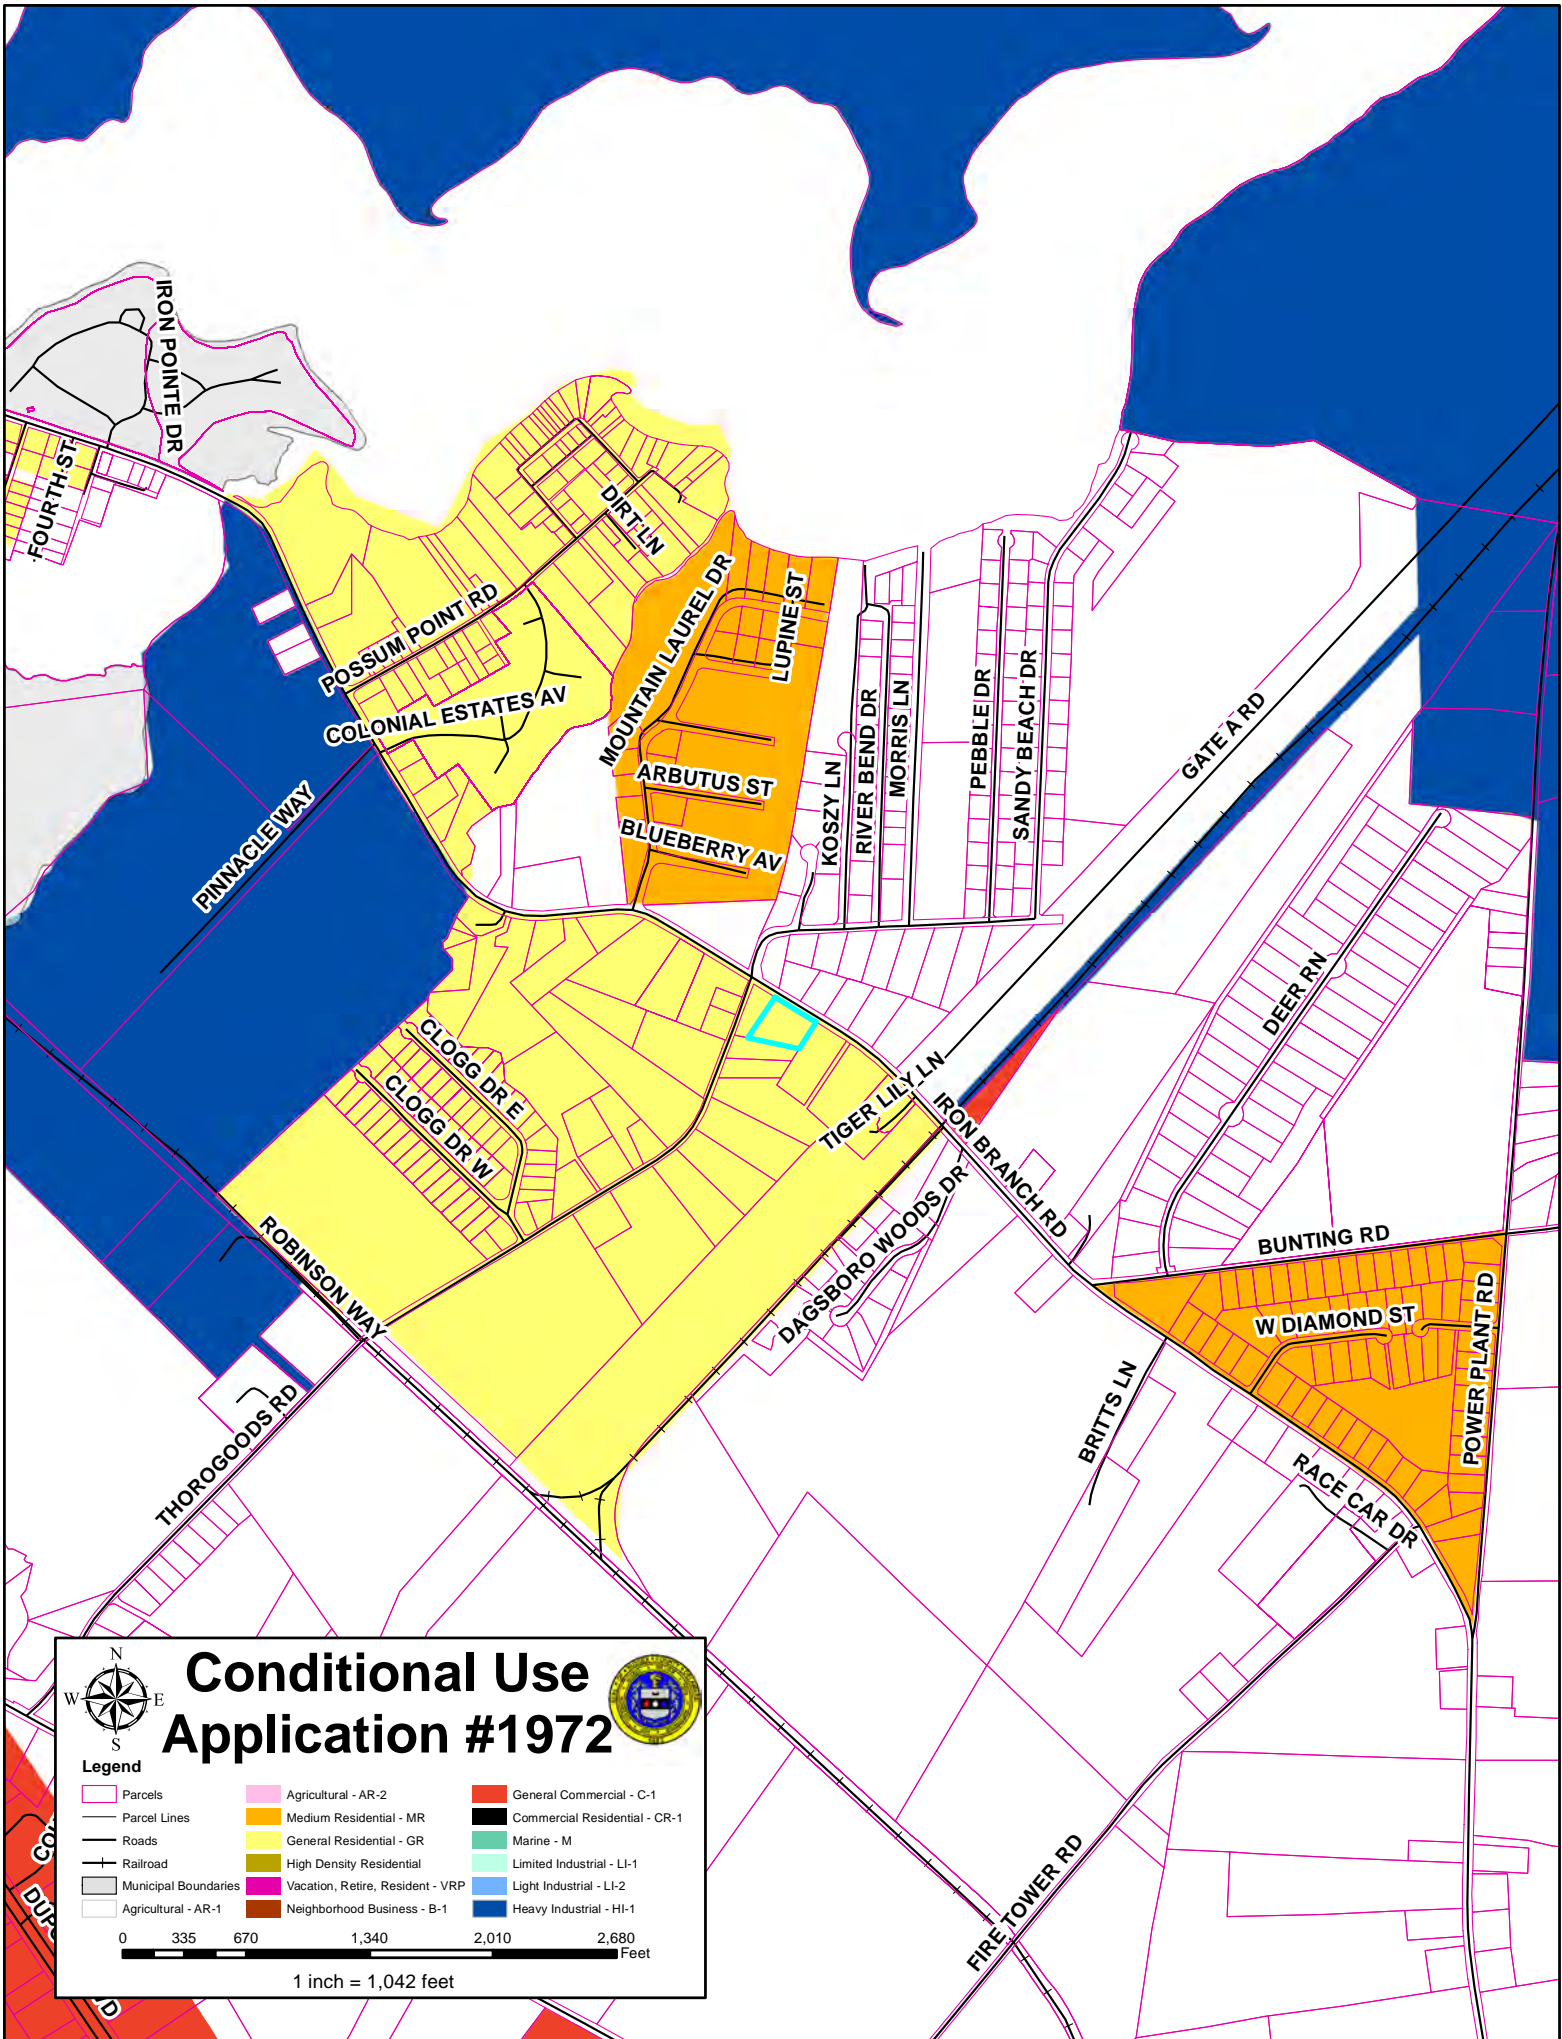 IRON POINTE DR
FOURTH ST
DIRT LN
POSSUM POINT RD
MOUNTAIN LAUREL DR
LUPINE ST
COLONIAL ESTATES AV
ARBUTUS ST
BLUEBERRY AV
PINNACLE WAY
KOSZY LN
RIVER BEND DR
MORRIS LN
PEBBLE DR
SANDY BEACH DR
GATE A RD
DEER RN
CLOGG DR E
CLOGG DR W
TIGER LILY LN
IRON BRANCH RD
DAGSBORO WOODS DR
ROBINSON WAY
BUNTING RD
W DIAMOND ST
POWER PLANT RD
BRITTS LN
RACE CAR DR
THOROGOODS RD
FIRE TOWER RD
N
W E
S
Conditional Use
Application #1972
Legend
Parcels
Parcel Lines
Roads
Railroad
Municipal Boundaries
Agricultural - AR-1
Agricultural - AR-2
Medium Residential - MR
General Residential - GR
High Density Residential
Vacation, Retire, Resident - VRP
Neighborhood Business - B-1
General Commercial - C-1
Commercial Residential - CR-1
Marine - M
Limited Industrial - LI-1
Light Industrial - LI-2
Heavy Industrial - HI-1
0 335 670 1,340 2,010 2,680
Feet
1 inch = 1,042 feet